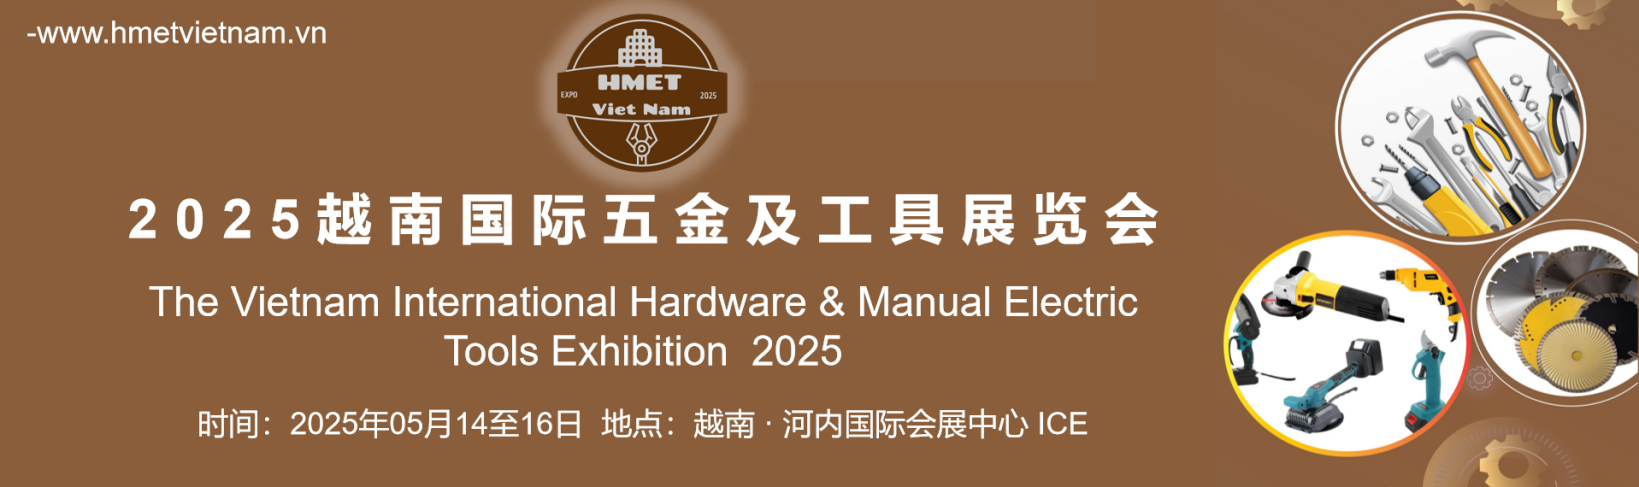 -www.hmetvietnam.vn
HMET
EXPO
2025
Viet Nam
2025越南国际五金及工具展览会
The Vietnam International Hardware & Manual Electric
Tools Exhibition 2025
时间：2025年05月14至16日 地点：越南 · 河内国际会展中心 ICE